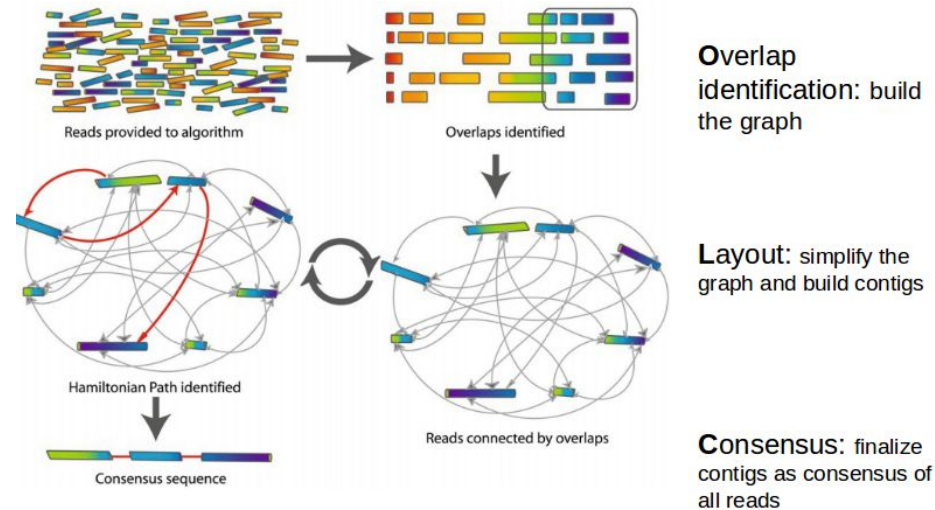 Reads provided to algorithm
Overlaps identified
Overlap
identification: build
the graph
Hamiltonian Path identified
Reads connected by overlaps
Layout: simplify the
graph and build contigs
Consensus sequence
Consensus: finalize
contigs as consensus of
all reads